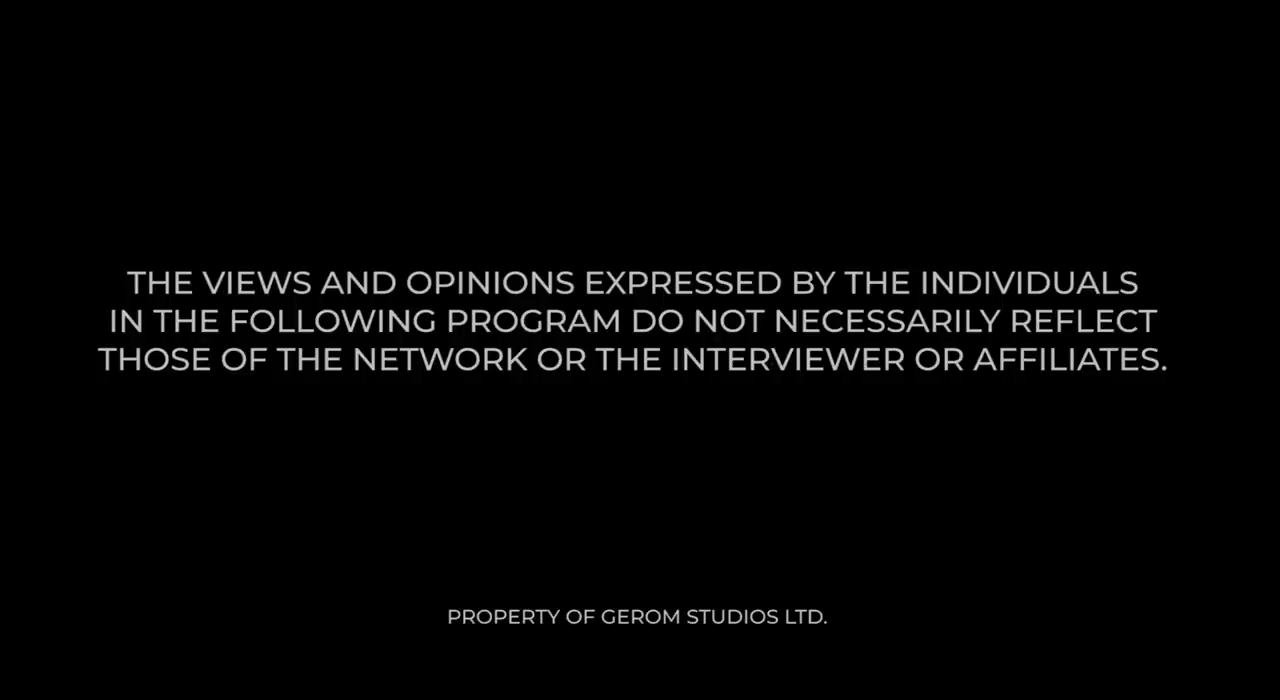 THE VIEWS AND OPINIONS EXPRESSED BY THE INDIVIDUALS
IN THE FOLLOWING PROGRAM DO NOT NECESSARILY REFLECT
THOSE OF THE NETWORK OR THE INTERVIEWER OR AFFILIATES.
PROPERTY OF GEROM STUDIOS LTD.